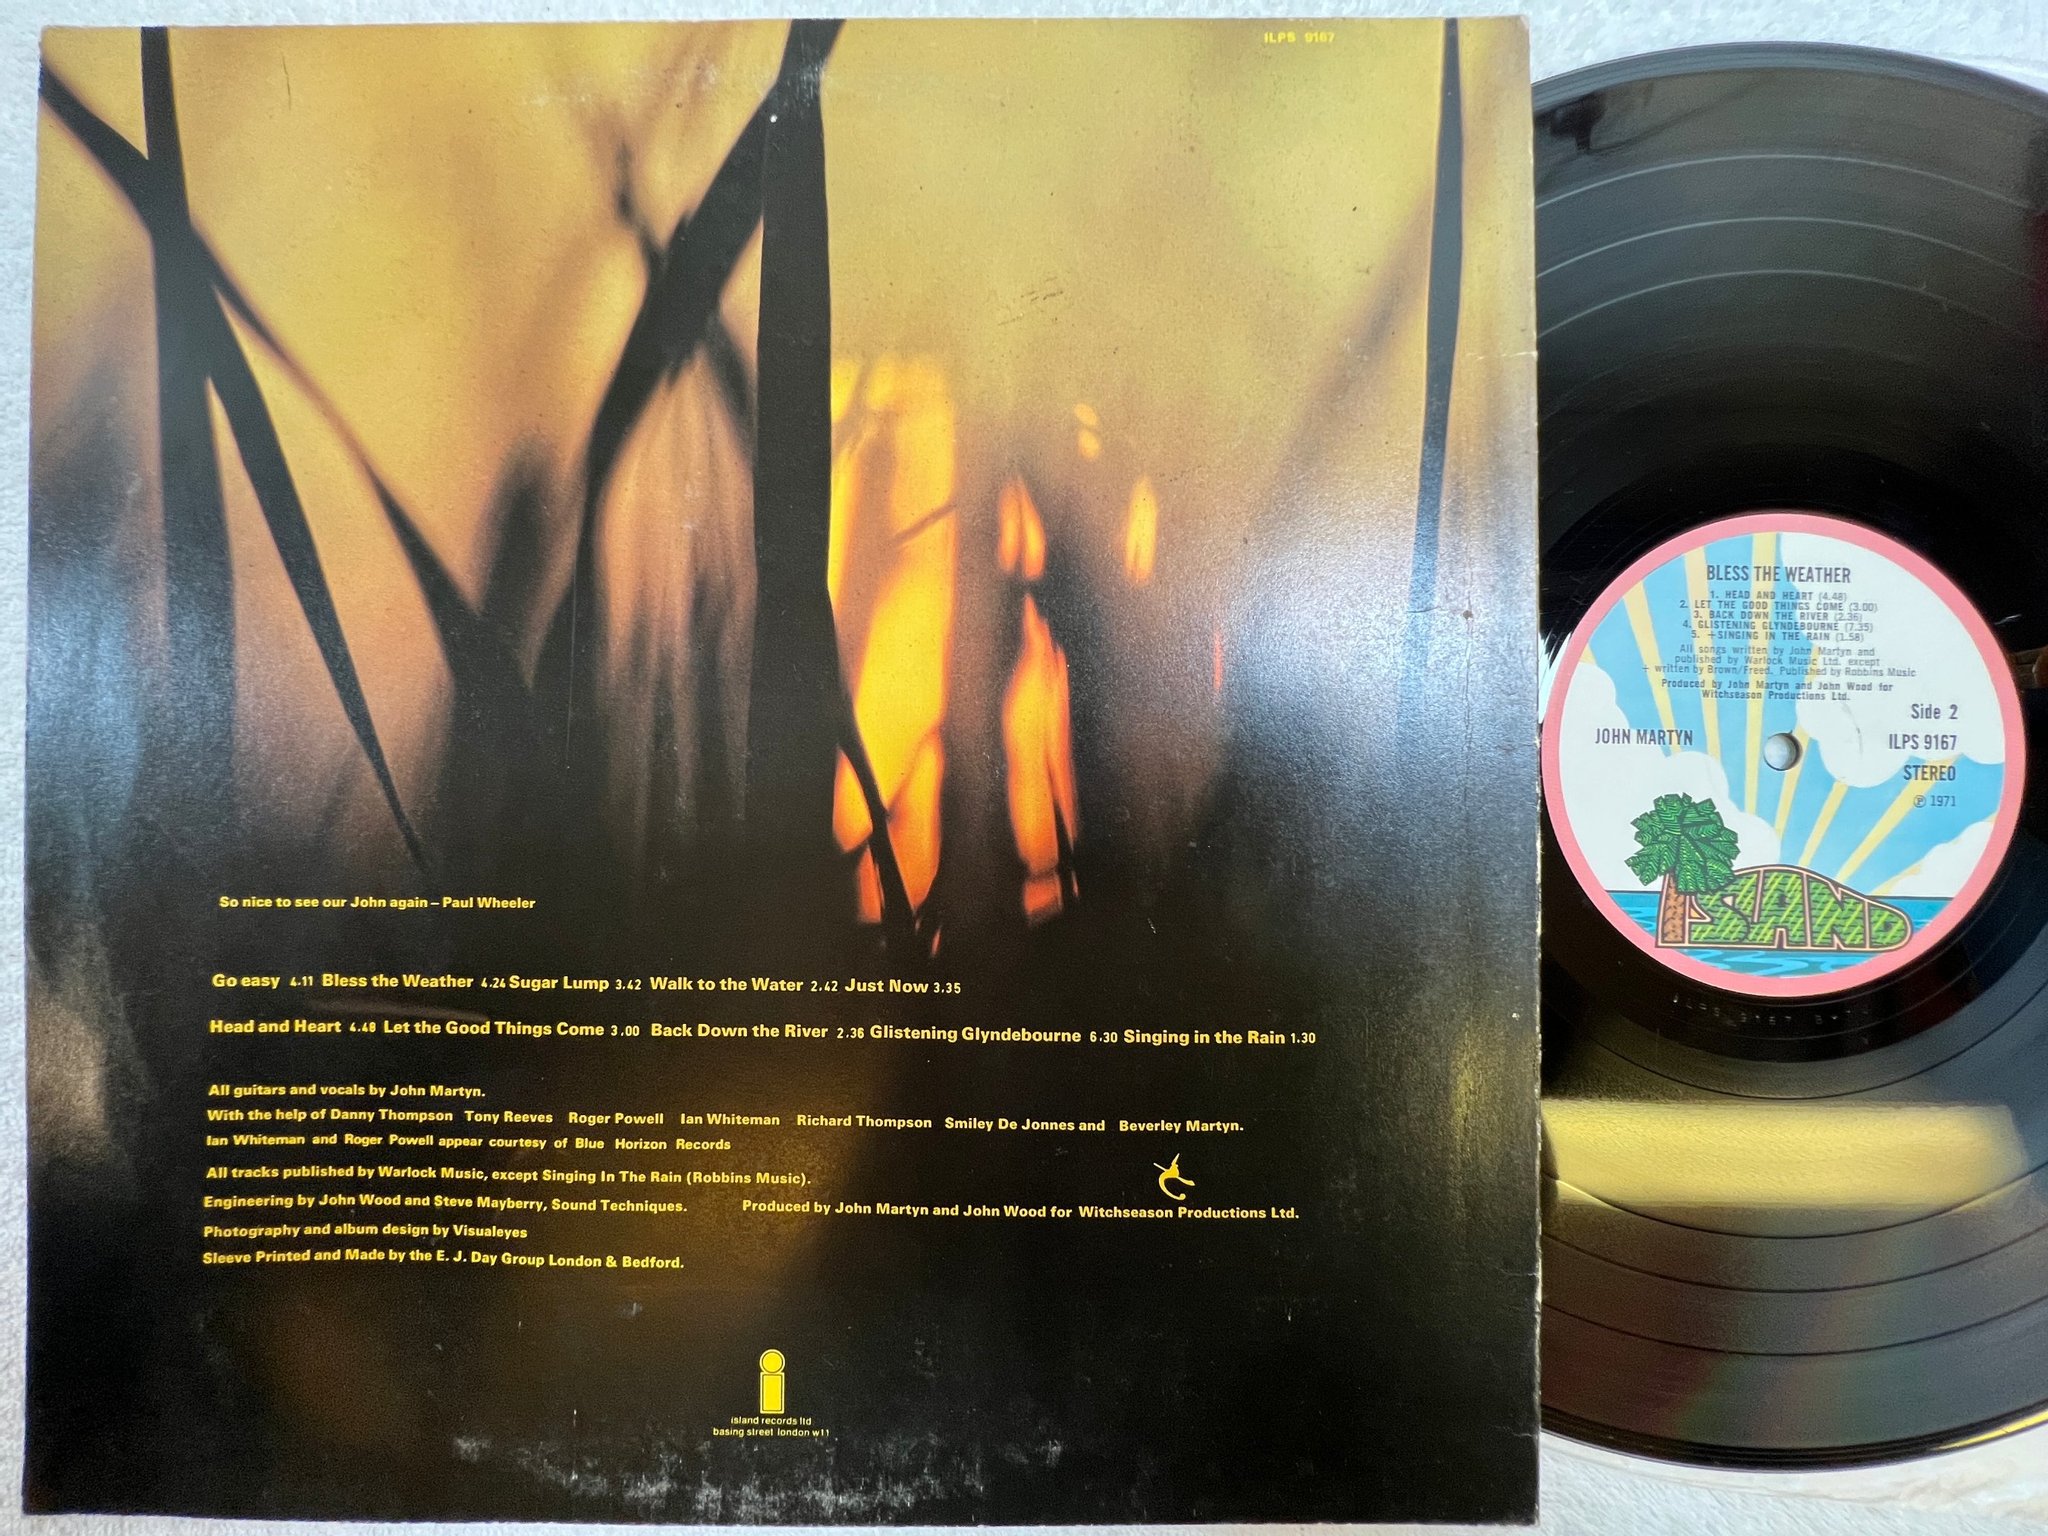 ILPS 9167
So nice to see our John again – Paul Wheeler
Go easy 4.11 Bless the Weather 4.24 Sugar Lump 3.42 Walk to the Water 2.42 Just Now 3.35
Head and Heart 4.48 Let the Good Things Come 3.00 Back Down the River 2.36 Glistening Glyndebourne 6.30 Singing in the Rain 1.30
All guitars and vocals by John Martyn.
With the help of Danny Thompson Tony Reeves Roger Powell Ian Whiteman Richard Thompson Smiley De Jonnes and Beverley Martyn.
Ian Whiteman and Roger Powell appear courtesy of Blue Horizon Records
All tracks published by Warlock Music, except Singing In The Rain (Robbins Music).
Engineering by John Wood and Steve Mayberry, Sound Techniques. Produced by John Martyn and John Wood for Witchseason Productions Ltd.
Photography and album design by Visualeyes
Sleeve Printed and Made by the E. J. Day Group London & Bedford.
island records ltd
basing street london w11
BLESS THE WEATHER
1. HEAD AND HEART (4.48)
2. LET THE GOOD THINGS COME (3.00)
3. BACK DOWN THE RIVER (2.36)
4. GLISTENING GLYNDEBOURNE (7.35)
5. +SINGING IN THE RAIN (1.58)
All songs written by John Martyn and
published by Warlock Music Ltd. except
+ written by Brown/Freed. Published by Robbins Music
Produced by John Martyn and John Wood for
Witchseason Productions Ltd.
Side 2
JOHN MARTYN
ILPS 9167
STEREO
℗ 1971
ISLAND